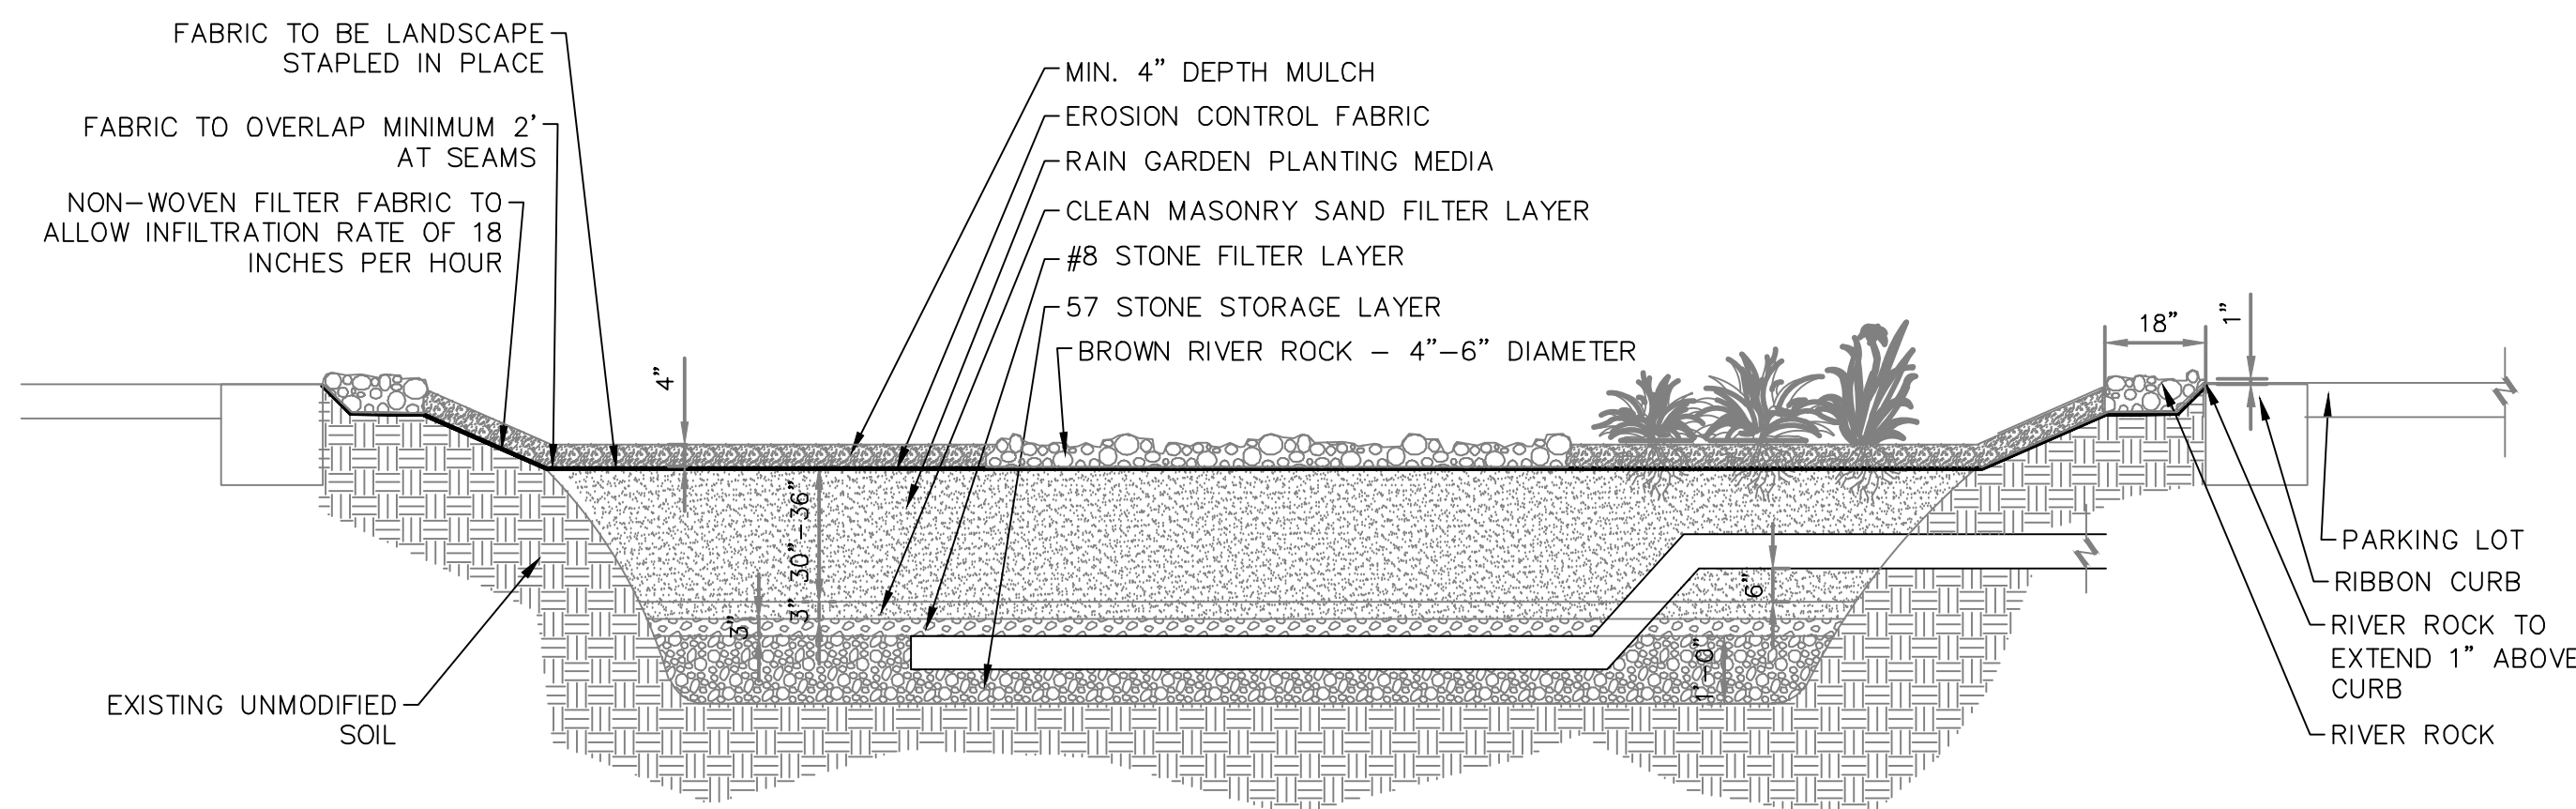 FABRIC TO BE LANDSCAPE
STAPLED IN PLACE
FABRIC TO OVERLAP MINIMUM 2'
AT SEAMS
NON-WOVEN FILTER FABRIC TO
ALLOW INFILTRATION RATE OF 18
INCHES PER HOUR
MIN. 4" DEPTH MULCH
EROSION CONTROL FABRIC
RAIN GARDEN PLANTING MEDIA
CLEAN MASONRY SAND FILTER LAYER
#8 STONE FILTER LAYER
57 STONE STORAGE LAYER
BROWN RIVER ROCK - 4"-6" DIAMETER
4"
18"
1"
30"-36"
3"
3"
6"
1'-0"
EXISTING UNMODIFIED
SOIL
PARKING LOT
RIBBON CURB
RIVER ROCK TO
EXTEND 1" ABOVE
CURB
RIVER ROCK